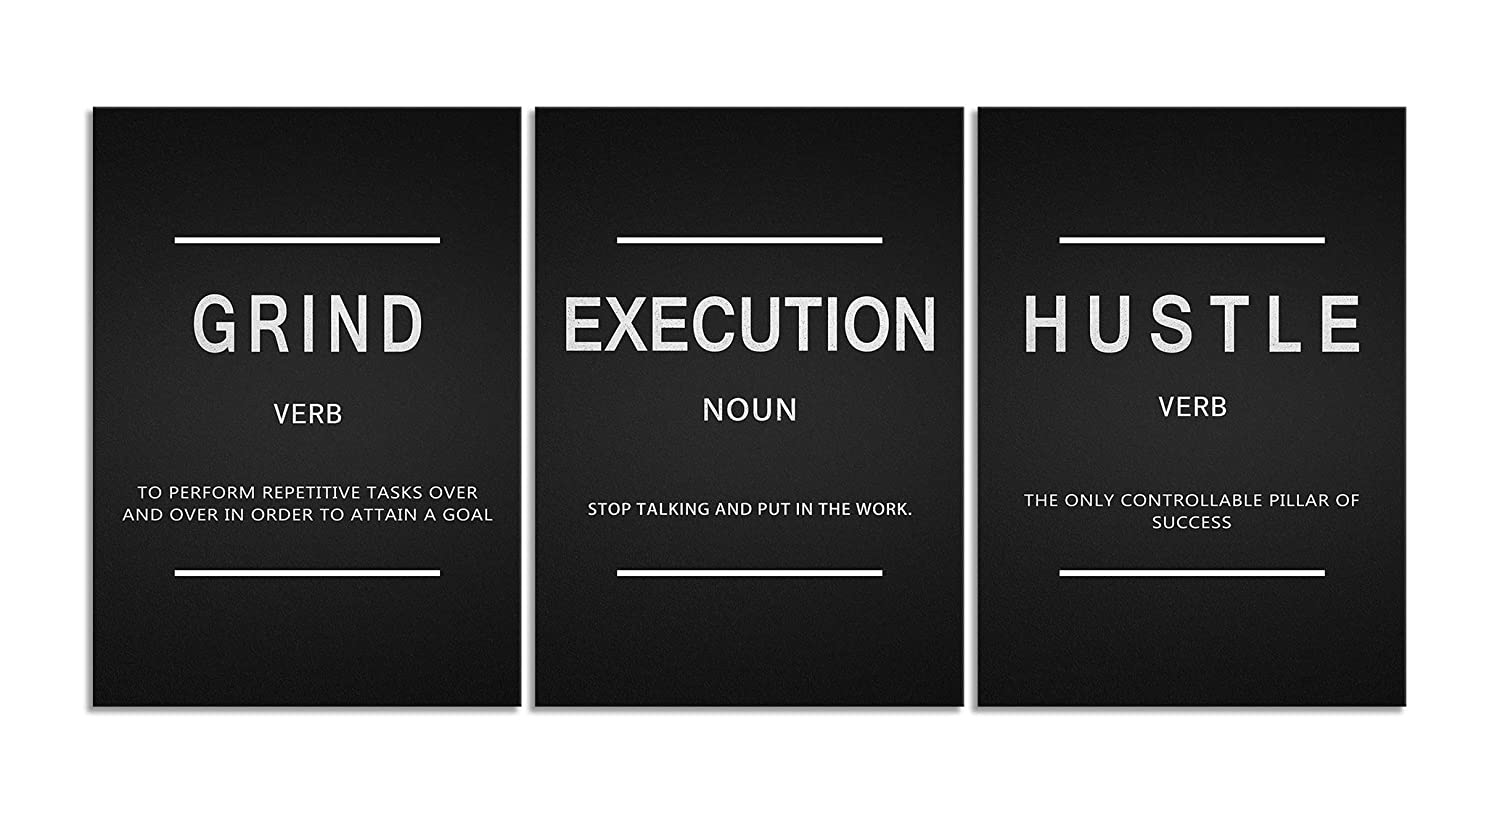 GRIND
VERB
TO PERFORM REPETITIVE TASKS OVER
AND OVER IN ORDER TO ATTAIN A GOAL
EXECUTION
NOUN
STOP TALKING AND PUT IN THE WORK.
HUSTLE
VERB
THE ONLY CONTROLLABLE PILLAR OF
SUCCESS